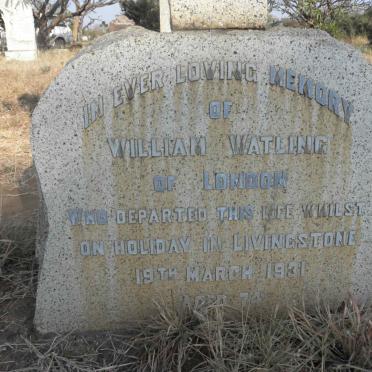 IN EVER LOVING MEMORY
OF
WILLIAM WATLING
OF LONDON
WHO DEPARTED THIS LIFE WHILST
ON HOLIDAY IN LIVINGSTONE
19TH MARCH 1931
AGED